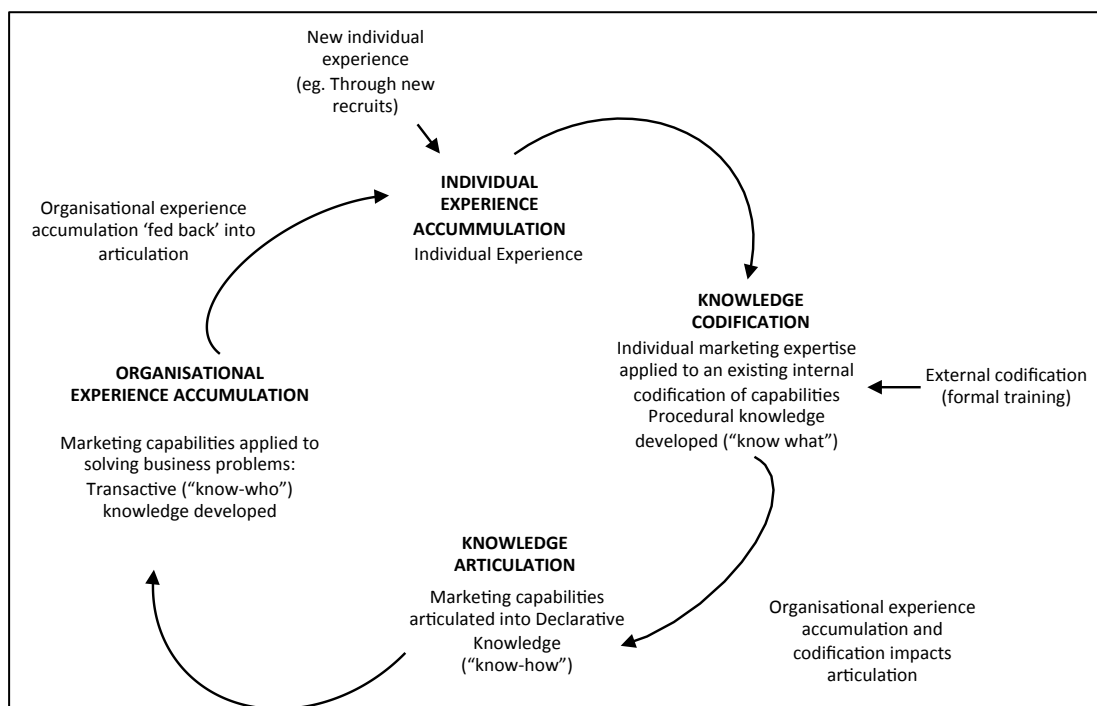 New individual
experience
(eg. Through new
recruits)
INDIVIDUAL
EXPERIENCE
ACCUMMULATION
Individual Experience
Organisational experience
accumulation ‘fed back’ into
articulation
KNOWLEDGE
CODIFICATION
Individual marketing expertise
applied to an existing internal
codification of capabilities
Procedural knowledge
developed (“know what”)
External codification
(formal training)
ORGANISATIONAL
EXPERIENCE ACCUMULATION
Marketing capabilities applied to
solving business problems:
Transactive (“know-who”)
knowledge developed
KNOWLEDGE
ARTICULATION
Marketing capabilities
articulated into Declarative
Knowledge
(“know-how”)
Organisational experience
accumulation and
codification impacts
articulation